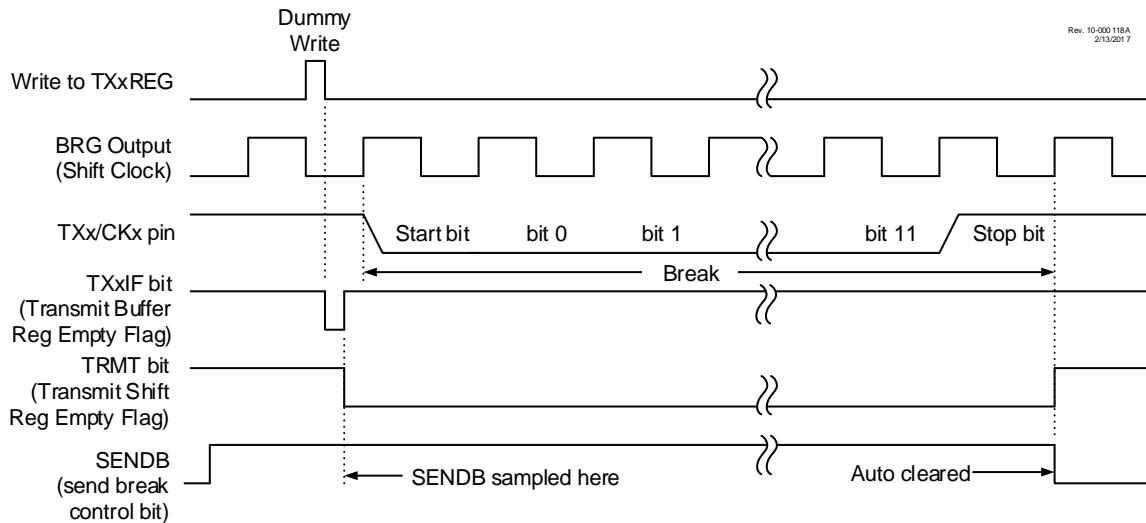 Dummy
Write
Rev. 10-000118A
2/13/2017
Write to TXxREG
BRG Output
(Shift Clock)
TXx/CKx pin
Start bit
bit 0
bit 1
bit 11
Stop bit
Break
TXxIF bit
(Transmit Buffer
Reg Empty Flag)
TRMT bit
(Transmit Shift
Reg Empty Flag)
SENDB
(send break
control bit)
SENDB sampled here
Auto cleared